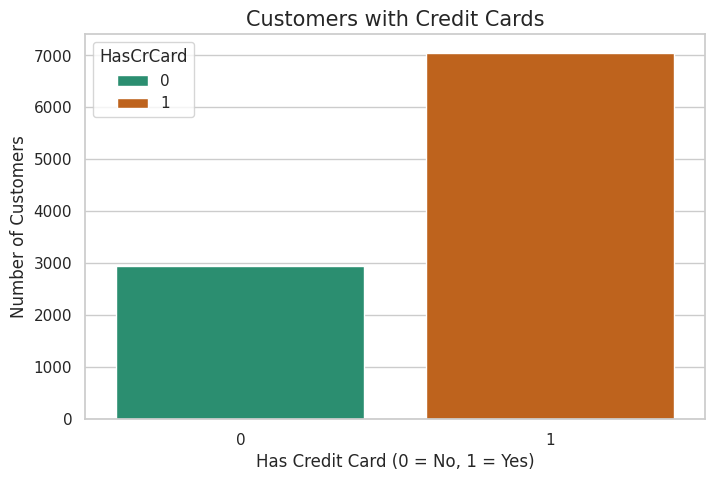 Customers with Credit Cards
HasCrCard
0
1
7000
6000
5000
4000
3000
2000
1000
0
Number of Customers
0 1
Has Credit Card (0 = No, 1 = Yes)